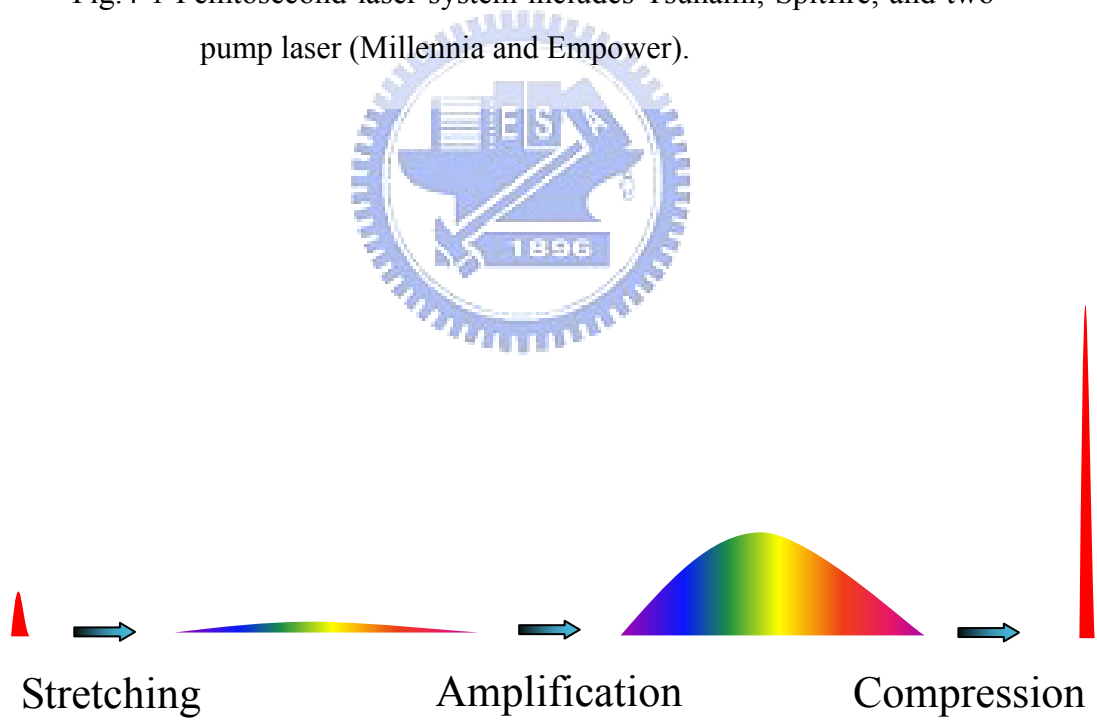 Fig.4-1 Femtosecond laser system includes Tsunami, Spitfire, and two
pump laser (Millennia and Empower).
E S A
1896
Stretching Amplification Compression